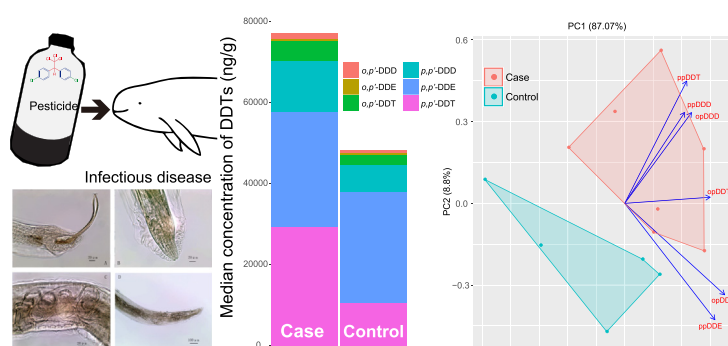 Pesticide
Infectious disease
A
B
C
D
Median concentration of DDTs (ng/g)
80000
60000
40000
20000
0
o,p'-DDD
o,p'-DDE
o,p'-DDT
p,p'-DDD
p,p'-DDE
p,p'-DDT
Case
Control
PC1 (87.07%)
PC2 (8.8%)
0.6
0.3
0.0
−0.3
Case
Control
ppDDT
ppDDD
opDDD
opDDT
opDD
ppDDE